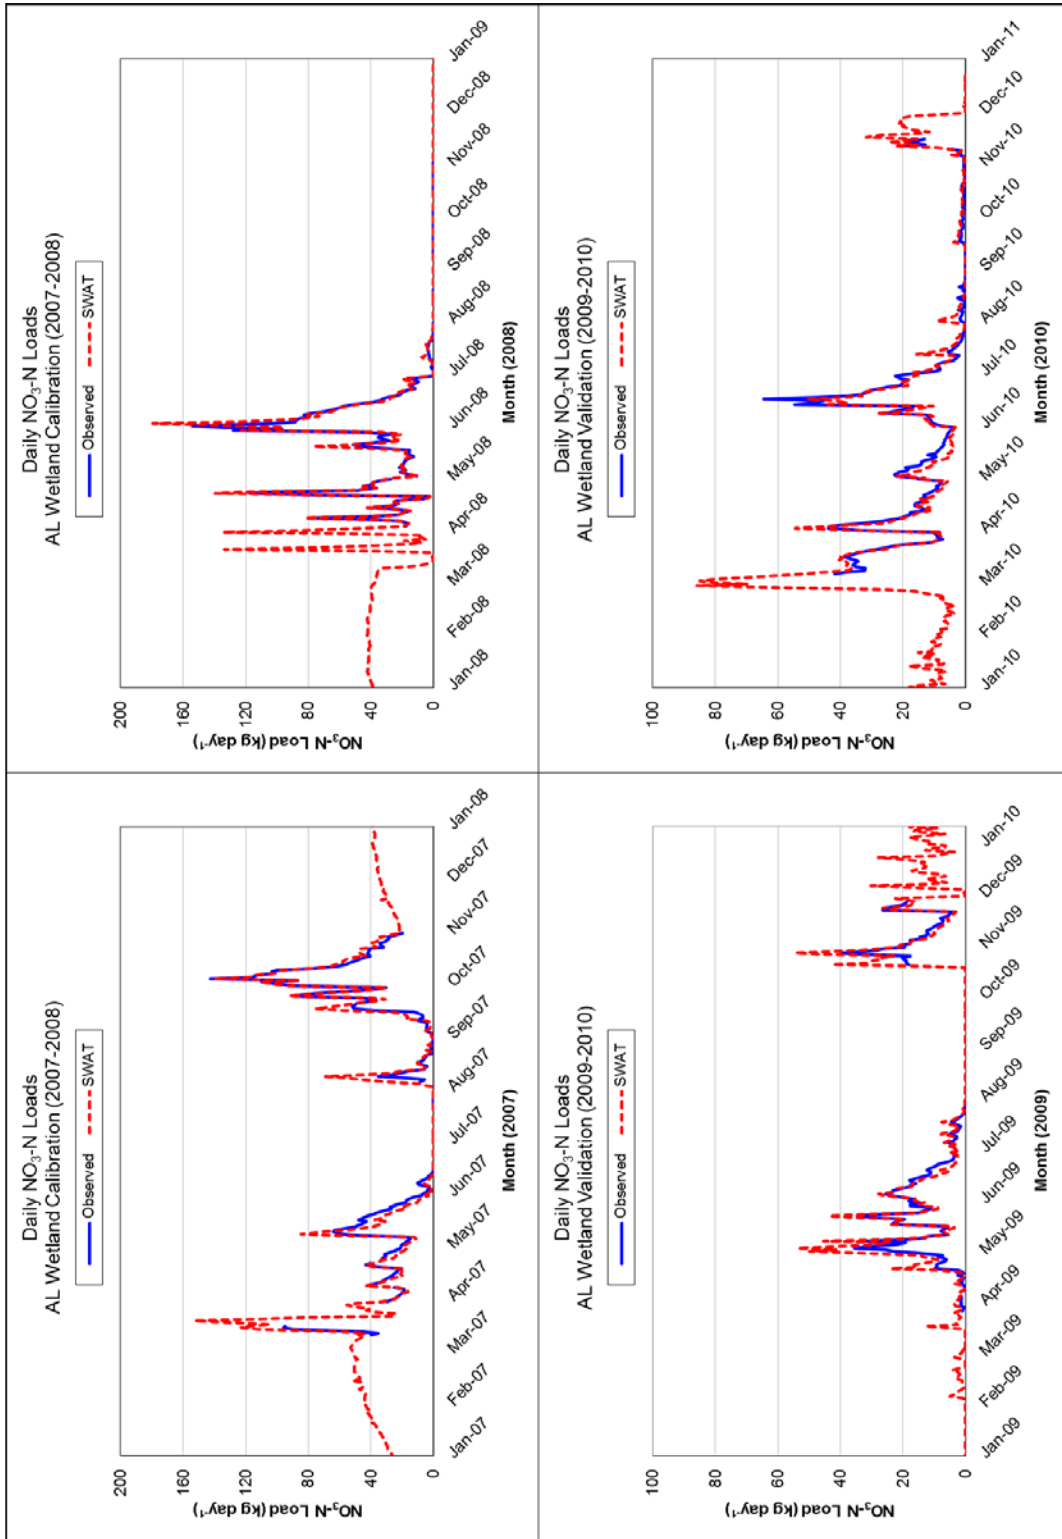 Daily NO₃-N Loads
AL Wetland Calibration (2007-2008)
Observed SWAT
NO₃-N Load (kg day⁻¹)
200
160
120
80
40
0
Jan-07 Feb-07 Mar-07 Apr-07 May-07 Jun-07 Jul-07 Aug-07 Sep-07 Oct-07 Nov-07 Dec-07 Jan-08
Month (2007)
Daily NO₃-N Loads
AL Wetland Calibration (2007-2008)
Observed SWAT
NO₃-N Load (kg day⁻¹)
200
160
120
80
40
0
Jan-08 Feb-08 Mar-08 Apr-08 May-08 Jun-08 Jul-08 Aug-08 Sep-08 Oct-08 Nov-08 Dec-08 Jan-09
Month (2008)
Daily NO₃-N Loads
AL Wetland Validation (2009-2010)
Observed SWAT
NO₃-N Load (kg day⁻¹)
100
80
60
40
20
0
Jan-09 Feb-09 Mar-09 Apr-09 May-09 Jun-09 Jul-09 Aug-09 Sep-09 Oct-09 Nov-09 Dec-09 Jan-10
Month (2009)
Daily NO₃-N Loads
AL Wetland Validation (2009-2010)
Observed SWAT
NO₃-N Load (kg day⁻¹)
100
80
60
40
20
0
Jan-10 Feb-10 Mar-10 Apr-10 May-10 Jun-10 Jul-10 Aug-10 Sep-10 Oct-10 Nov-10 Dec-10 Jan-11
Month (2010)